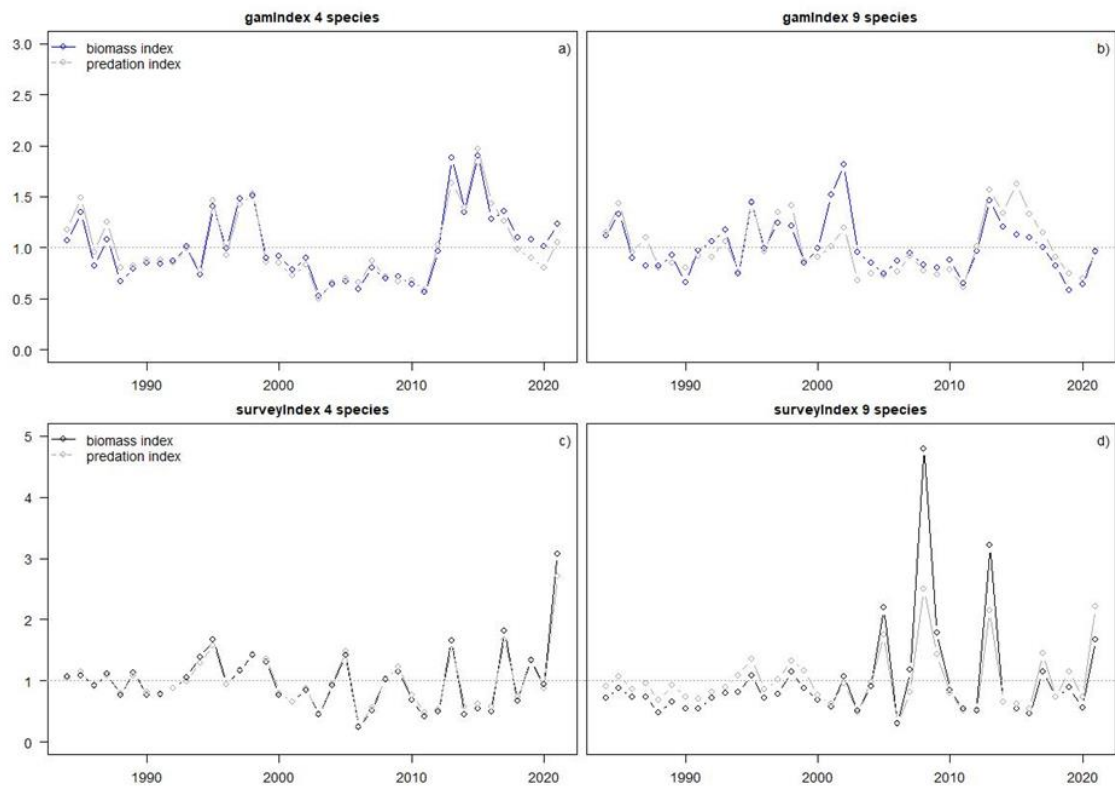 gamIndex 4 species
gamIndex 9 species
3.0
biomass index
predation index
a)
b)
2.5
2.0
1.5
1.0
0.5
0.0
1990 2000 2010 2020
1990 2000 2010 2020
surveyIndex 4 species
surveyIndex 9 species
5
biomass index
predation index
c)
d)
4
3
2
1
0
1990 2000 2010 2020
1990 2000 2010 2020